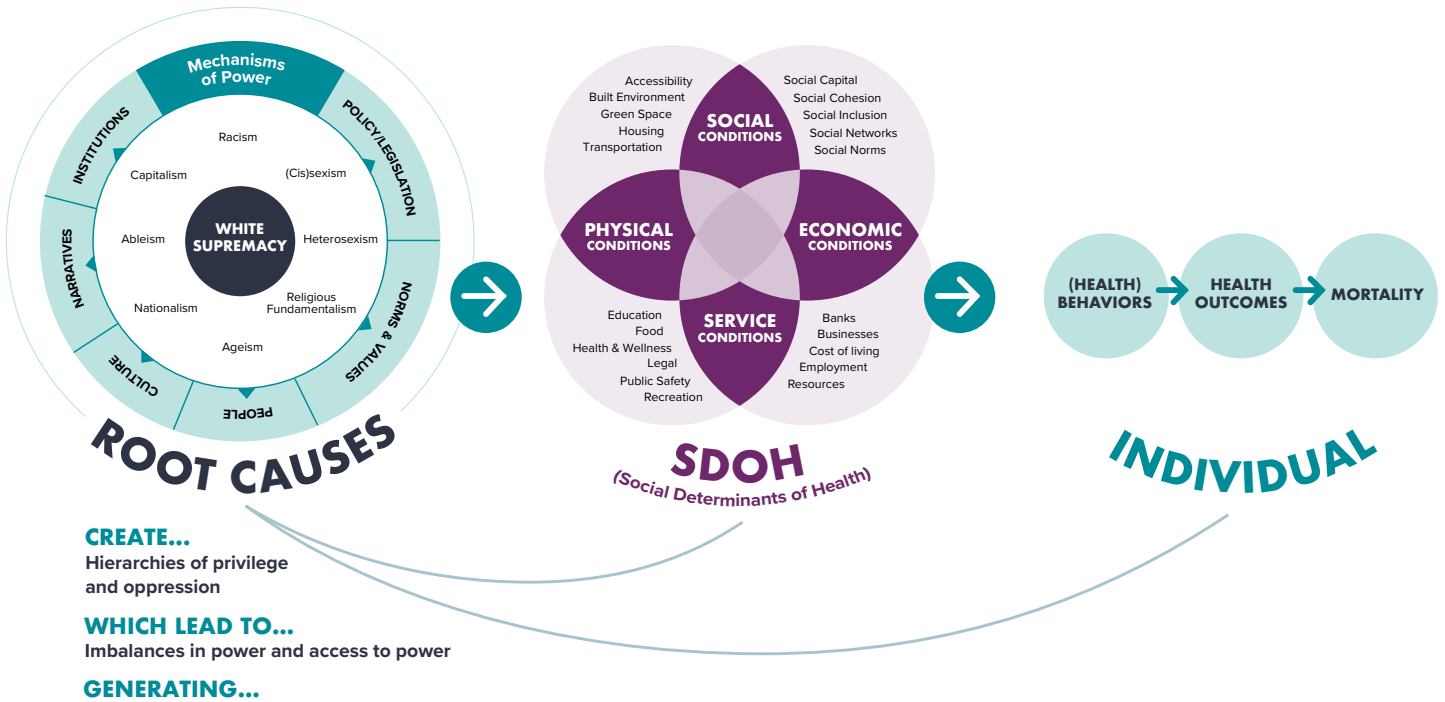 Mechanisms
of Power
POLICY/LEGISLATION
NORMS & VALUES
PEOPLE
CULTURE
NARRATIVES
INSTITUTIONS
Racism
Capitalism
(Cis)sexism
Ableism
WHITE
SUPREMACY
Heterosexism
Nationalism
Religious
Fundamentalism
Ageism
ROOT CAUSES
Accessibility
Built Environment
Green Space
Housing
Transportation
SOCIAL
CONDITIONS
Social Capital
Social Cohesion
Social Inclusion
Social Networks
Social Norms
PHYSICAL
CONDITIONS
ECONOMIC
CONDITIONS
Education
Food
Health & Wellness
Legal
Public Safety
Recreation
SERVICE
CONDITIONS
Banks
Businesses
Cost of living
Employment
Resources
SDOH
(Social Determinants of Health)
(HEALTH)
BEHAVIORS
HEALTH
OUTCOMES
MORTALITY
INDIVIDUAL
CREATE...
Hierarchies of privilege
and oppression
WHICH LEAD TO...
Imbalances in power and access to power
GENERATING...